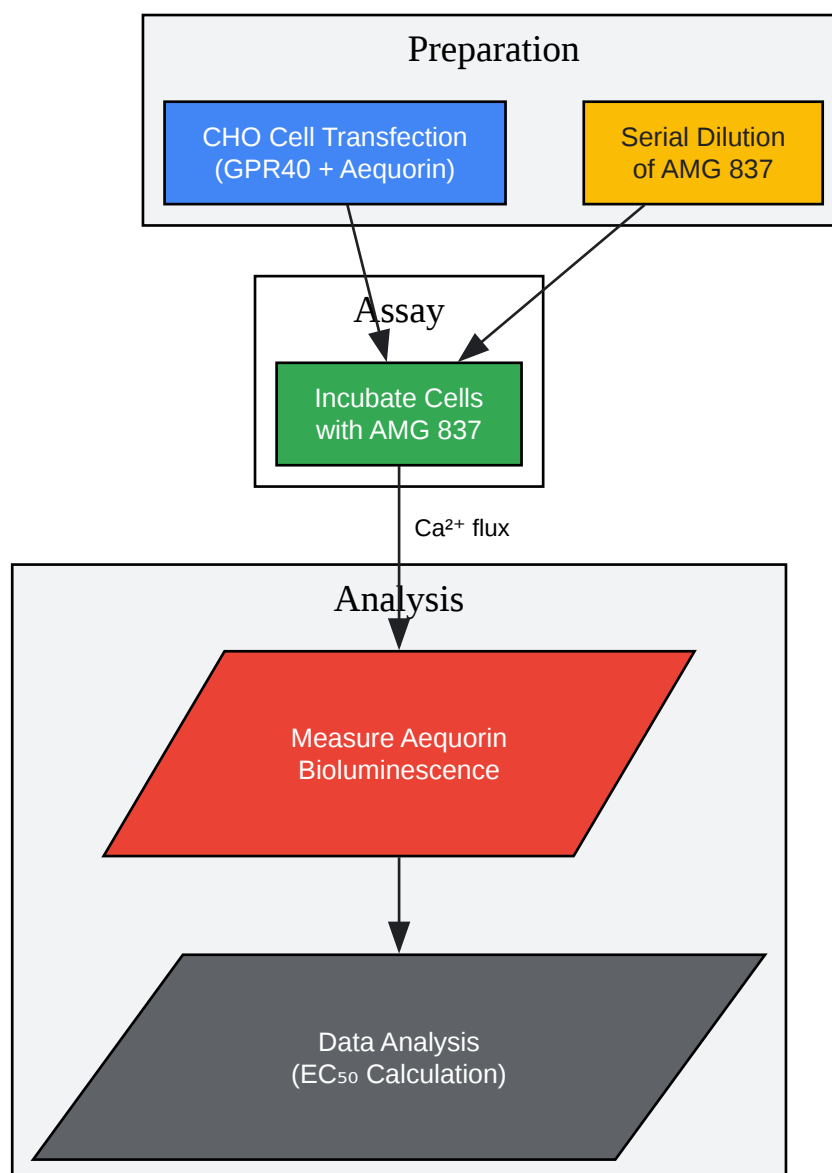 Preparation
CHO Cell Transfection
(GPR40 + Aequorin)
Serial Dilution
of AMG 837
Assay
Incubate Cells
with AMG 837
Ca²⁺ flux
Analysis
Measure Aequorin
Bioluminescence
Data Analysis
(EC₅₀ Calculation)